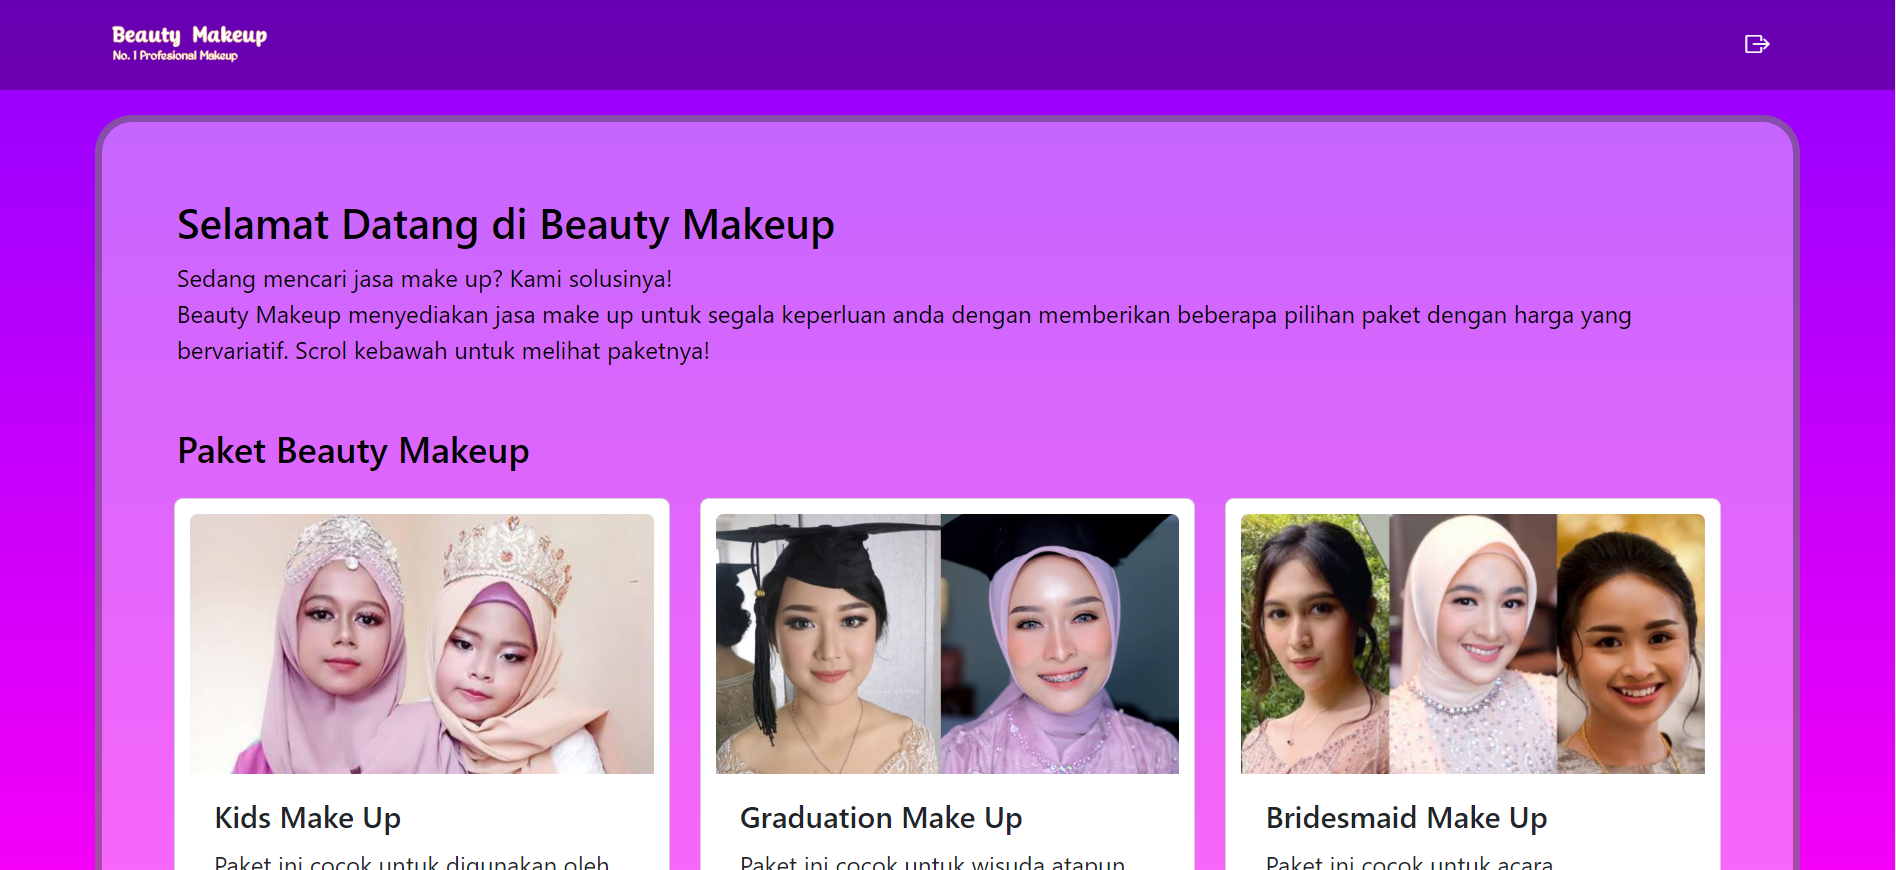 Beauty Makeup
No. 1 Profesional Makeup
Selamat Datang di Beauty Makeup
Sedang mencari jasa make up? Kami solusinya!
Beauty Makeup menyediakan jasa make up untuk segala keperluan anda dengan memberikan beberapa pilihan paket dengan harga yang
bervariatif. Scrol kebawah untuk melihat paketnya!
Paket Beauty Makeup
Kids Make Up
Paket ini cocok untuk digunakan oleh
Graduation Make Up
Paket ini cocok untuk wisuda atapun
Bridesmaid Make Up
Paket ini cocok untuk acara